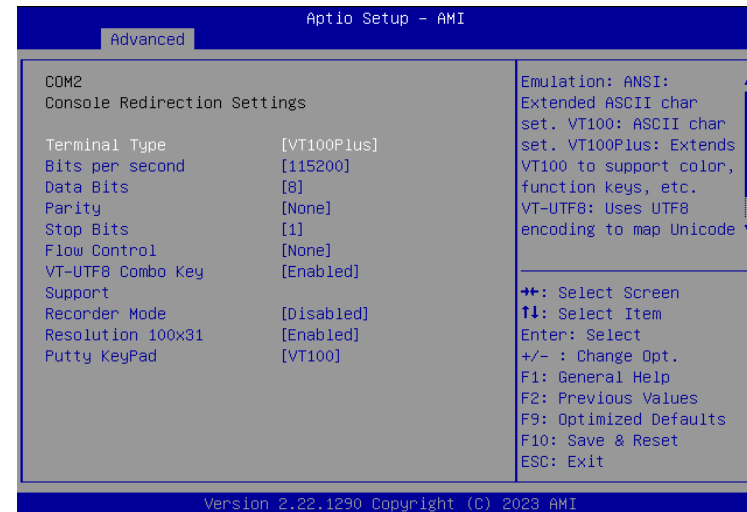 Aptio Setup – AMI
Advanced
COM2
Console Redirection Settings
Terminal Type [VT100Plus]
Bits per second [115200]
Data Bits [8]
Parity [None]
Stop Bits [1]
Flow Control [None]
VT-UTF8 Combo Key [Enabled]
Support
Recorder Mode [Disabled]
Resolution 100x31 [Enabled]
Putty KeyPad [VT100]
Emulation: ANSI:
Extended ASCII char
set. VT100: ASCII char
set. VT100Plus: Extends
VT100 to support color,
function keys, etc.
VT-UTF8: Uses UTF8
encoding to map Unicode
→←: Select Screen
↑↓: Select Item
Enter: Select
+/- : Change Opt.
F1: General Help
F2: Previous Values
F9: Optimized Defaults
F10: Save & Reset
ESC: Exit
Version 2.22.1290 Copyright (C) 2023 AMI